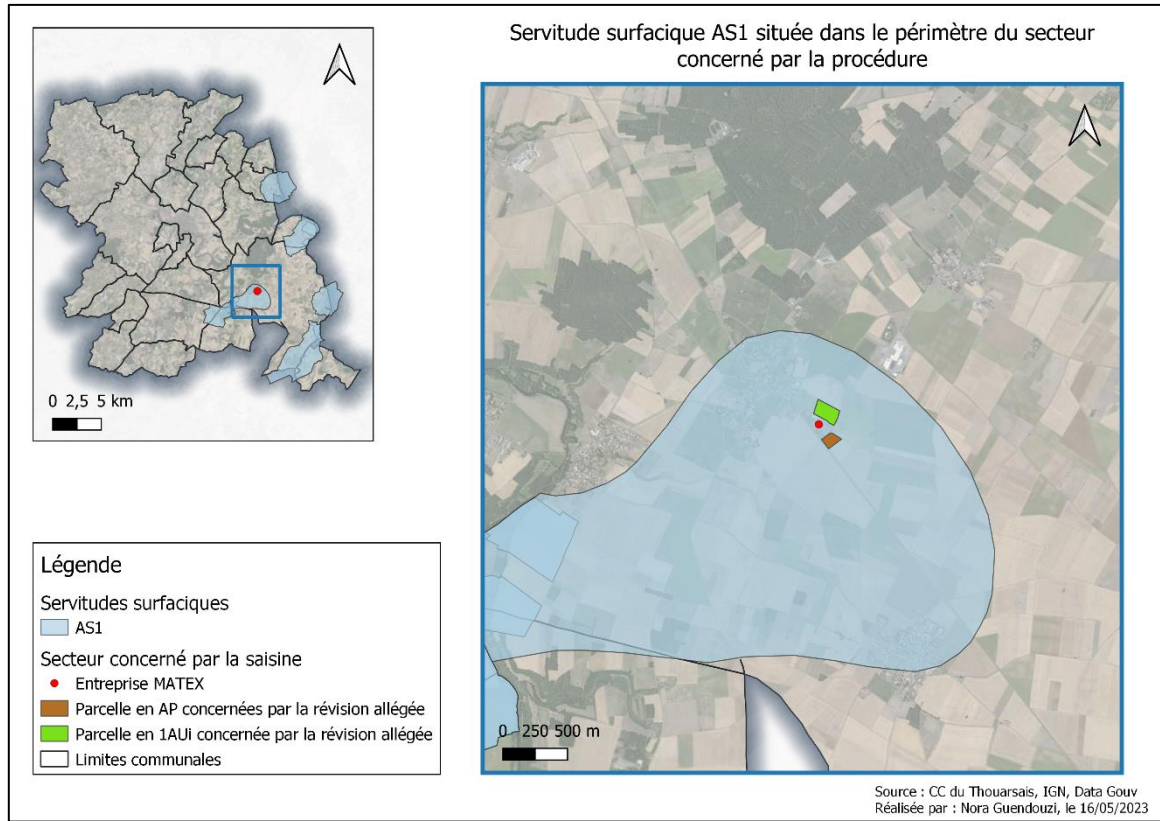 Servitude surfacique AS1 située dans le périmètre du secteur
concerné par la procédure
0 2,5 5 km
Légende
Servitudes surfaciques
AS1
Secteur concerné par la saisine
Entreprise MATEX
Parcelle en AP concernées par la révision allégée
Parcelle en 1AUi concernée par la révision allégée
Limites communales
0 250 500 m
Source : CC du Thouarsais, IGN, Data Gouv
Réalisée par : Nora Guendouzi, le 16/05/2023